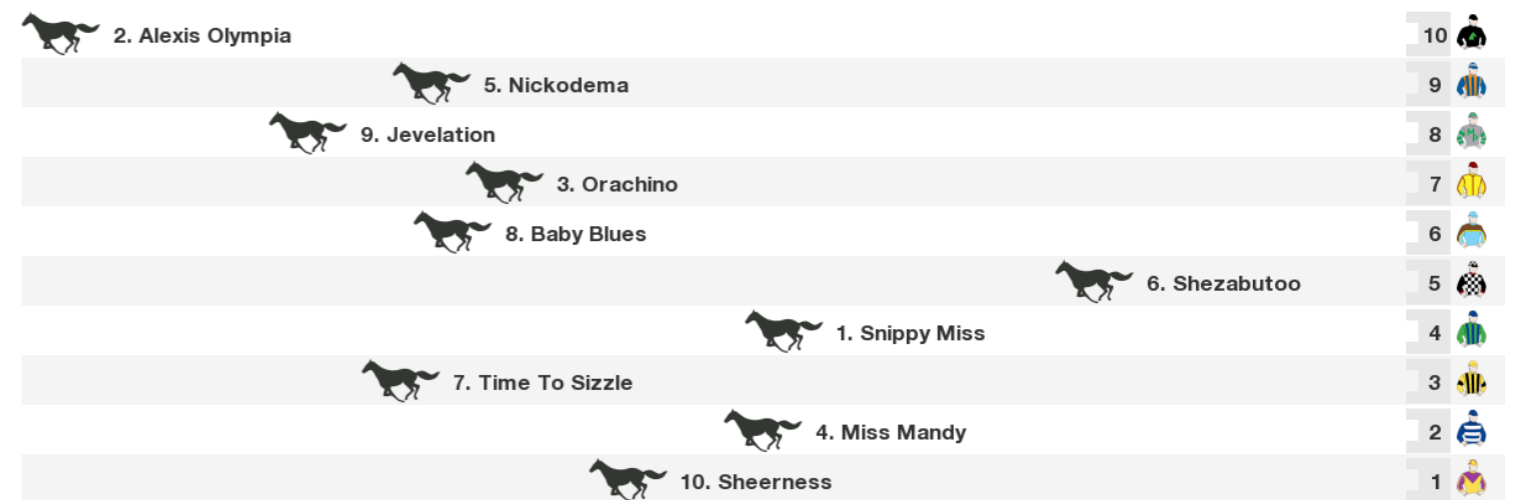 2. Alexis Olympia 10
5. Nickodema 9
9. Jevelation 8
3. Orachino 7
8. Baby Blues 6
6. Shezabutoo 5
1. Snippy Miss 4
7. Time To Sizzle 3
4. Miss Mandy 2
10. Sheerness 1